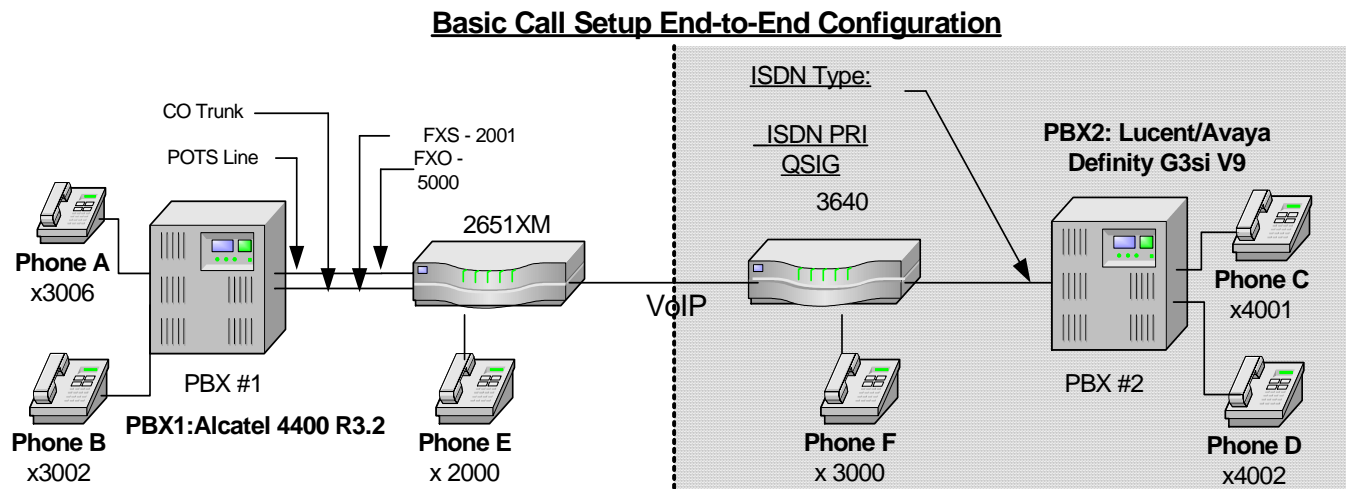 Basic Call Setup End-to-End Configuration
CO Trunk
POTS Line
FXS - 2001
FXO -
5000
2651XM
Phone A
x3006
PBX #1
Phone B
x3002
PBX1:Alcatel 4400 R3.2
Phone E
x 2000
VoIP
ISDN Type:
ISDN PRI
QSIG
3640
Phone F
x 3000
PBX2: Lucent/Avaya
Definity G3si V9
PBX #2
Phone C
x4001
Phone D
x4002